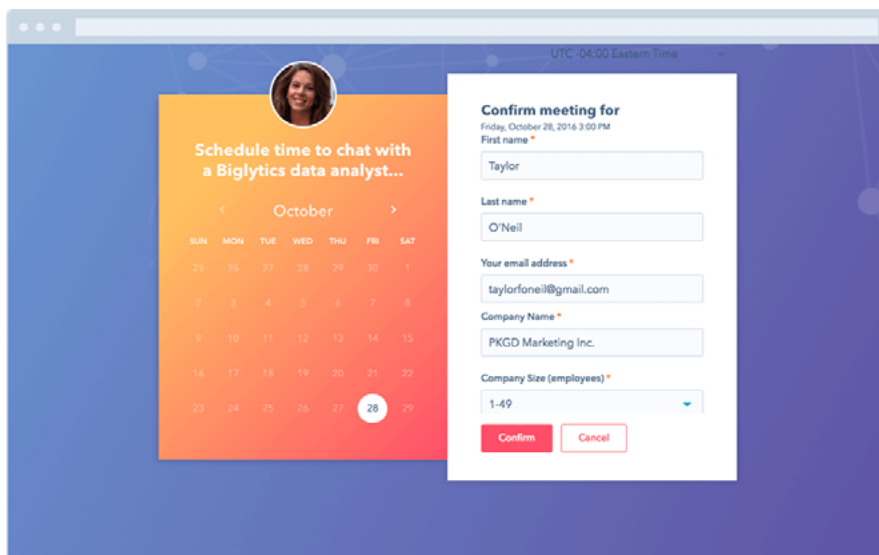 UTC -04:00 Eastern Time
Schedule time to chat with
a Biglytics data analyst...
October
SUN MON TUE WED THU FRI SAT
25 26 27 28 29 30 1
2 3 4 5 6 7 8
9 10 11 12 13 14 15
16 17 18 19 20 21 22
23 24 25 26 27 28 29
Confirm meeting for
Friday, October 28, 2016 3:00 PM
First name *
Taylor
Last name *
O'Neil
Your email address *
taylorfoneil@gmail.com
Company Name *
PKGD Marketing Inc.
Company Size (employees) *
1-49
Confirm Cancel